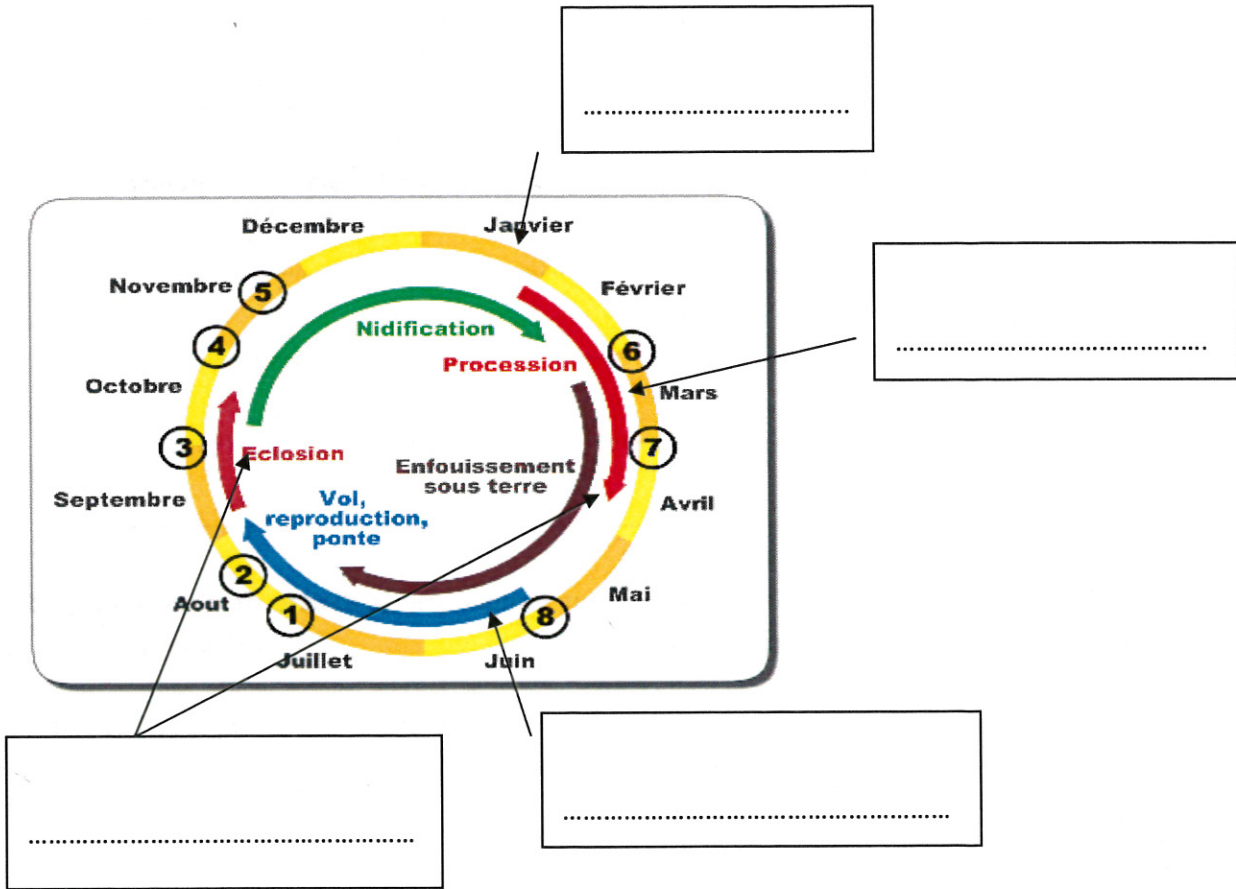 ……………………………………
Décembre
Janvier
Novembre
5
Février
4
Nidification
6
Procession
Octobre
Mars
……………………………………
3
Eclosion
7
Enfouissement
sous terre
Septembre
Vol,
reproduction,
ponte
Avril
2
Aout
1
8
Mai
Juillet
Juin
……………………………………
……………………………………